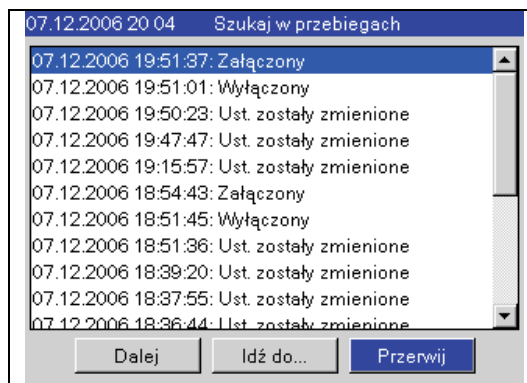 07.12.2006 20 04 Szukaj w przebiegach
07.12.2006 19:51:37: Załączony
07.12.2006 19:51:01: Wyłączony
07.12.2006 19:50:23: Ust. zostały zmienione
07.12.2006 19:47:47: Ust. zostały zmienione
07.12.2006 19:15:57: Ust. zostały zmienione
07.12.2006 18:54:43: Załączony
07.12.2006 18:51:45: Wyłączony
07.12.2006 18:51:36: Ust. zostały zmienione
07.12.2006 18:39:20: Ust. zostały zmienione
07.12.2006 18:37:55: Ust. zostały zmienione
07.12.2006 18:36:44: Ust. zostały zmienione
Dalej Idź do... Przerwij